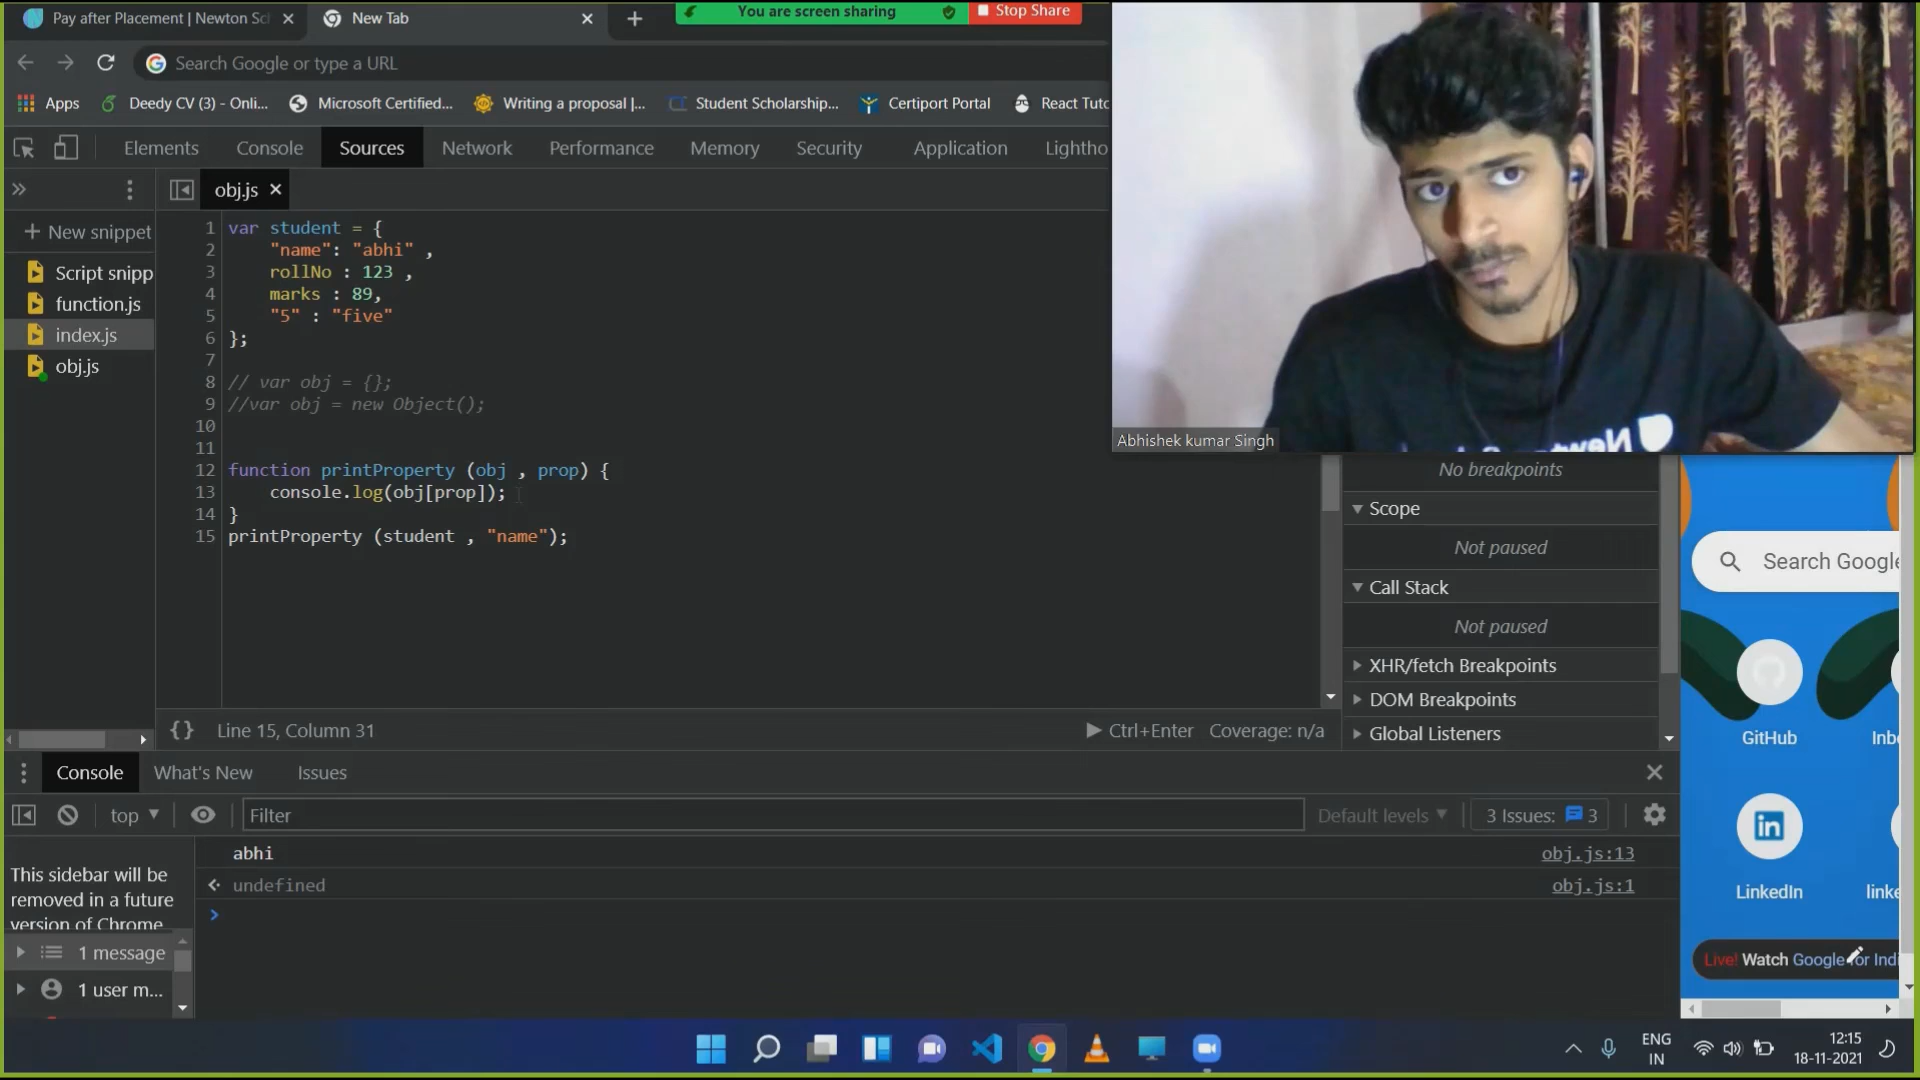 Pay after Placement | Newton Sc
New Tab
You are screen sharing
Stop Share
Search Google or type a URL
Apps
Deedy CV (3) - Onli...
Microsoft Certified...
Writing a proposal |...
Student Scholarship...
Certiport Portal
React Tuto
Elements
Console
Sources
Network
Performance
Memory
Security
Application
Lightho
obj.js
New snippet
Script snipp
function.js
index.js
obj.js
1 var student = {
2 "name": "abhi" ,
3 rollNo : 123 ,
4 marks : 89,
5 "5" : "five"
6 };
7
8 // var obj = {};
9 //var obj = new Object();
10
11
12 function printProperty (obj , prop) {
13 console.log(obj[prop]);
14 }
15 printProperty (student , "name");
Abhishek kumar Singh
No breakpoints
Scope
Not paused
Call Stack
Not paused
XHR/fetch Breakpoints
DOM Breakpoints
Global Listeners
{} Line 15, Column 31
Ctrl+Enter
Coverage: n/a
Console
What's New
Issues
top
Filter
Default levels
3 Issues: 3
This sidebar will be
removed in a future
version of Chrome
1 message
1 user m...
abhi
obj.js:13
undefined
obj.js:1
Search Google
GitHub
Inb
LinkedIn
linke
Live! Watch Google for Indi
ENG
IN
12:15
18-11-2021